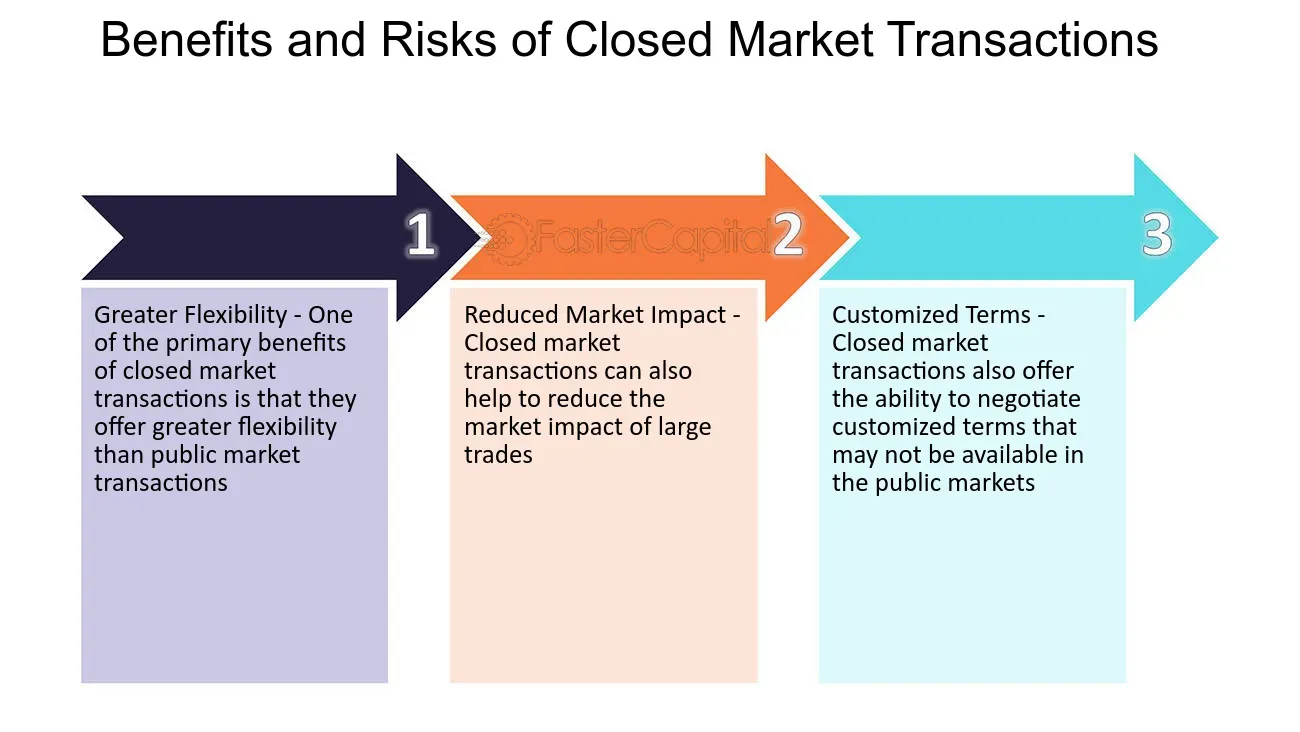 Benefits and Risks of Closed Market Transactions
1
FasterCapital
2
3
Greater Flexibility - One
of the primary benefits
of closed market
transactions is that they
offer greater flexibility
than public market
transactions
Reduced Market Impact -
Closed market
transactions can also
help to reduce the
market impact of large
trades
Customized Terms -
Closed market
transactions also offer
the ability to negotiate
customized terms that
may not be available in
the public markets